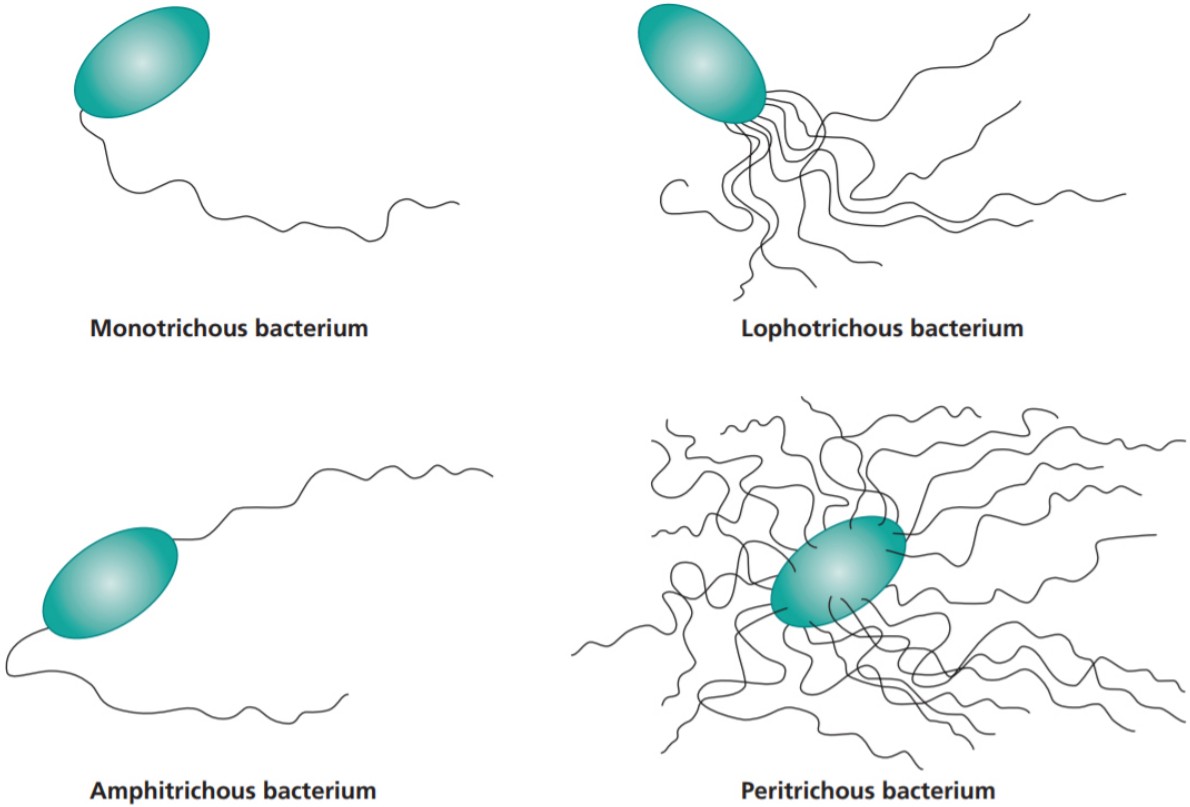 Monotrichous bacterium
Lophotrichous bacterium
Amphitrichous bacterium
Peritrichous bacterium